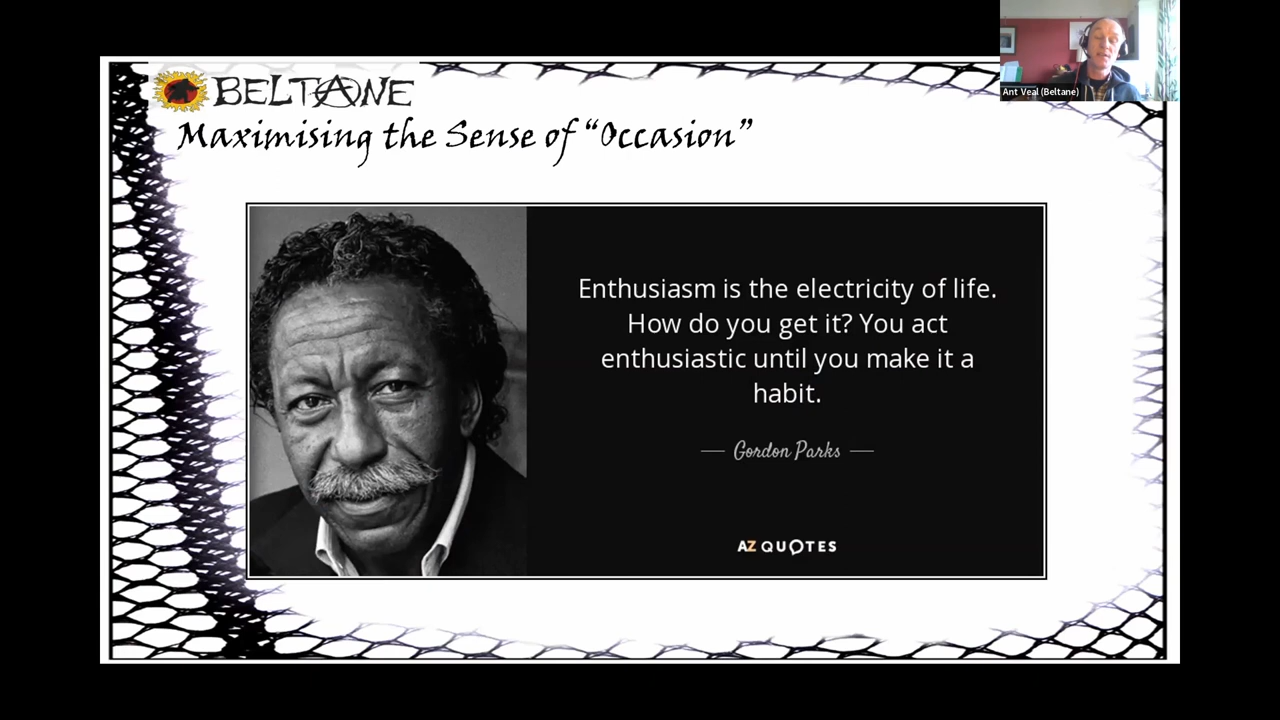 BELTANE
Maximising the Sense of “Occasion”
Ant Veal (Beltane)
Enthusiasm is the electricity of life.
How do you get it? You act
enthusiastic until you make it a
habit.
Gordon Parks
AZ QUOTES